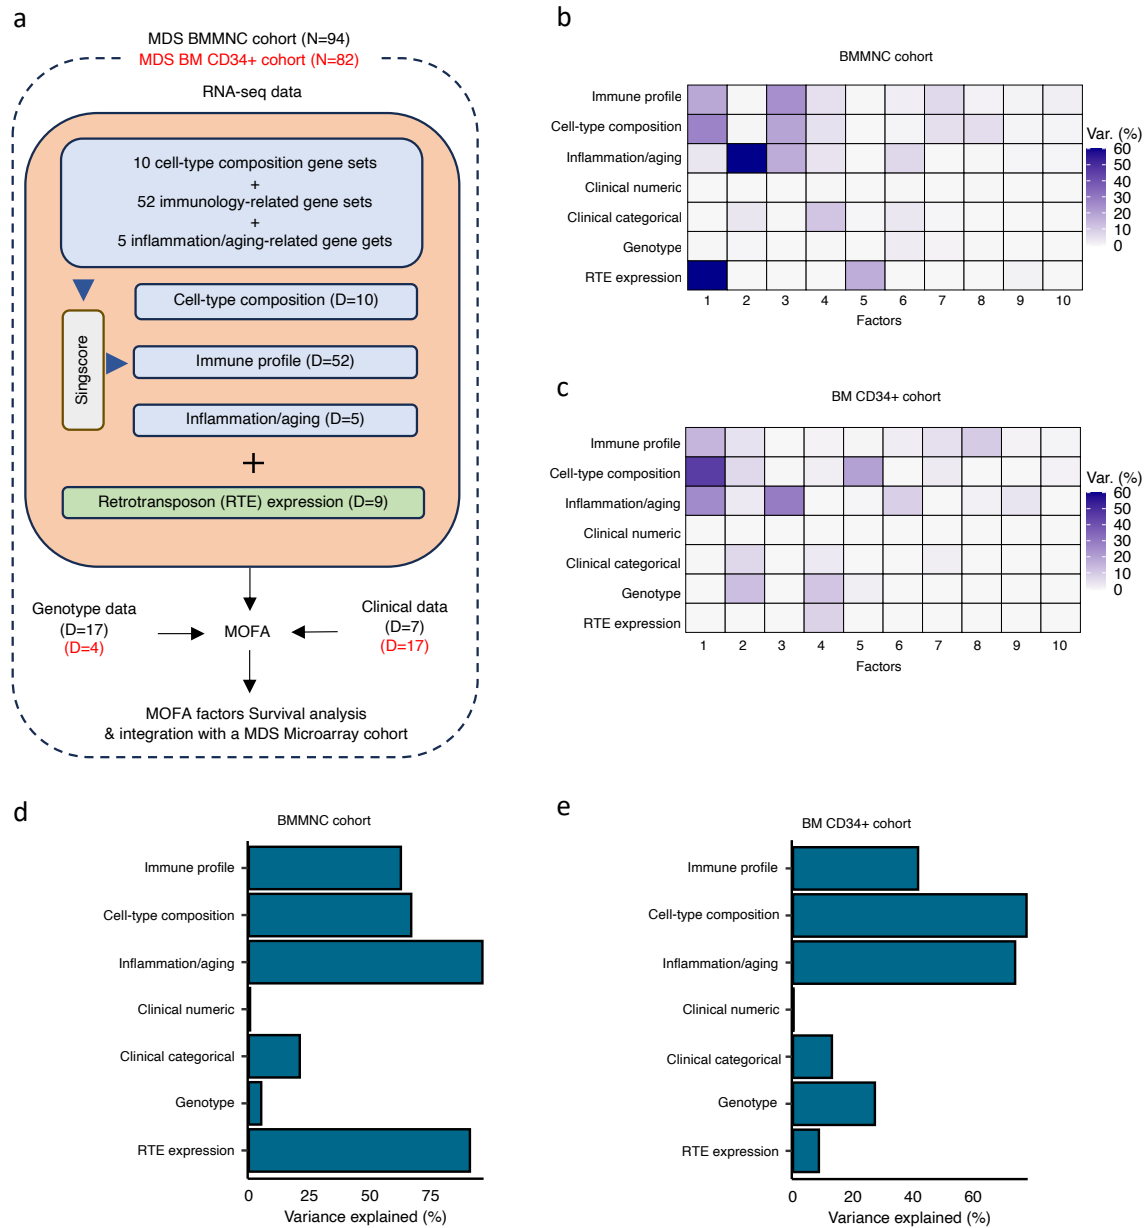 a
MDS BMMNC cohort (N=94)
MDS BM CD34+ cohort (N=82)
RNA-seq data
10 cell-type composition gene sets
+
52 immunology-related gene sets
+
5 inflammation/aging-related gene gets
Singscore
Cell-type composition (D=10)
Immune profile (D=52)
Inflammation/aging (D=5)
+
Retrotransposon (RTE) expression (D=9)
Genotype data
(D=17)
(D=4)
MOFA
Clinical data
(D=7)
(D=17)
MOFA factors Survival analysis
& integration with a MDS Microarray cohort
b
BMMNC cohort
Immune profile
Cell-type composition
Inflammation/aging
Clinical numeric
Clinical categorical
Genotype
RTE expression
1 2 3 4 5 6 7 8 9 10
Factors
Var. (%)
60
50
40
30
20
10
0
c
BM CD34+ cohort
Immune profile
Cell-type composition
Inflammation/aging
Clinical numeric
Clinical categorical
Genotype
RTE expression
1 2 3 4 5 6 7 8 9 10
Factors
Var. (%)
60
50
40
30
20
10
0
d
BMMNC cohort
Immune profile
Cell-type composition
Inflammation/aging
Clinical numeric
Clinical categorical
Genotype
RTE expression
0 25 50 75
Variance explained (%)
e
BM CD34+ cohort
Immune profile
Cell-type composition
Inflammation/aging
Clinical numeric
Clinical categorical
Genotype
RTE expression
0 20 40 60
Variance explained (%)